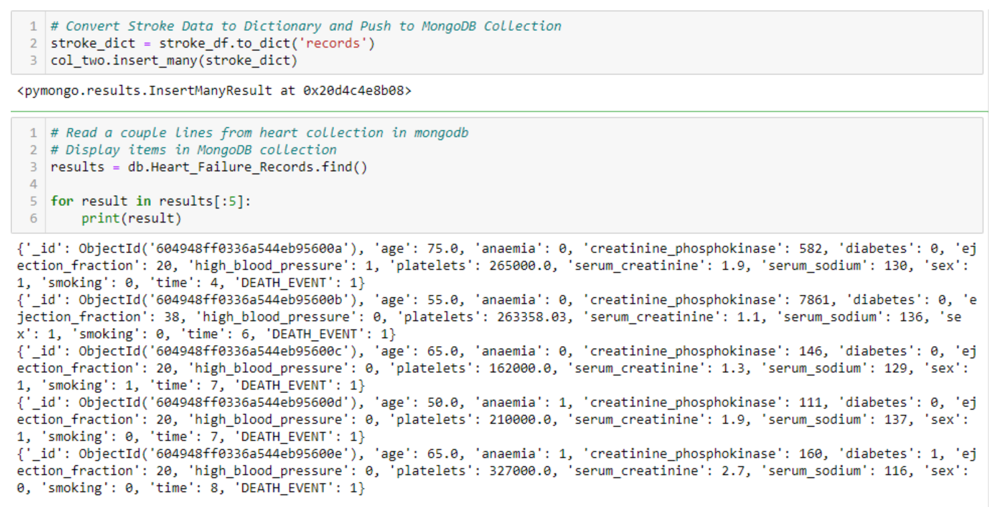 1 # Convert Stroke Data to Dictionary and Push to MongoDB Collection
2 stroke_dict = stroke_df.to_dict('records')
3 col_two.insert_many(stroke_dict)
<pymongo.results.InsertManyResult at 0x20d4c4e8b08>
1 # Read a couple lines from heart collection in mongodb
2 # Display items in MongoDB collection
3 results = db.Heart_Failure_Records.find()
4
5 for result in results[:5]:
6     print(result)
{'_id': ObjectId('604948ff0336a544eb95600a'), 'age': 75.0, 'anaemia': 0, 'creatinine_phosphokinase': 582, 'diabetes': 0, 'ej
ection_fraction': 20, 'high_blood_pressure': 1, 'platelets': 265000.0, 'serum_creatinine': 1.9, 'serum_sodium': 130, 'sex':
1, 'smoking': 0, 'time': 4, 'DEATH_EVENT': 1}
{'_id': ObjectId('604948ff0336a544eb95600b'), 'age': 55.0, 'anaemia': 0, 'creatinine_phosphokinase': 7861, 'diabetes': 0, 'e
jection_fraction': 38, 'high_blood_pressure': 0, 'platelets': 263358.03, 'serum_creatinine': 1.1, 'serum_sodium': 136, 'se
x': 1, 'smoking': 0, 'time': 6, 'DEATH_EVENT': 1}
{'_id': ObjectId('604948ff0336a544eb95600c'), 'age': 65.0, 'anaemia': 0, 'creatinine_phosphokinase': 146, 'diabetes': 0, 'ej
ection_fraction': 20, 'high_blood_pressure': 0, 'platelets': 162000.0, 'serum_creatinine': 1.3, 'serum_sodium': 129, 'sex':
1, 'smoking': 1, 'time': 7, 'DEATH_EVENT': 1}
{'_id': ObjectId('604948ff0336a544eb95600d'), 'age': 50.0, 'anaemia': 1, 'creatinine_phosphokinase': 111, 'diabetes': 0, 'ej
ection_fraction': 20, 'high_blood_pressure': 0, 'platelets': 210000.0, 'serum_creatinine': 1.9, 'serum_sodium': 137, 'sex':
1, 'smoking': 0, 'time': 7, 'DEATH_EVENT': 1}
{'_id': ObjectId('604948ff0336a544eb95600e'), 'age': 65.0, 'anaemia': 1, 'creatinine_phosphokinase': 160, 'diabetes': 1, 'ej
ection_fraction': 20, 'high_blood_pressure': 0, 'platelets': 327000.0, 'serum_creatinine': 2.7, 'serum_sodium': 116, 'sex':
0, 'smoking': 0, 'time': 8, 'DEATH_EVENT': 1}